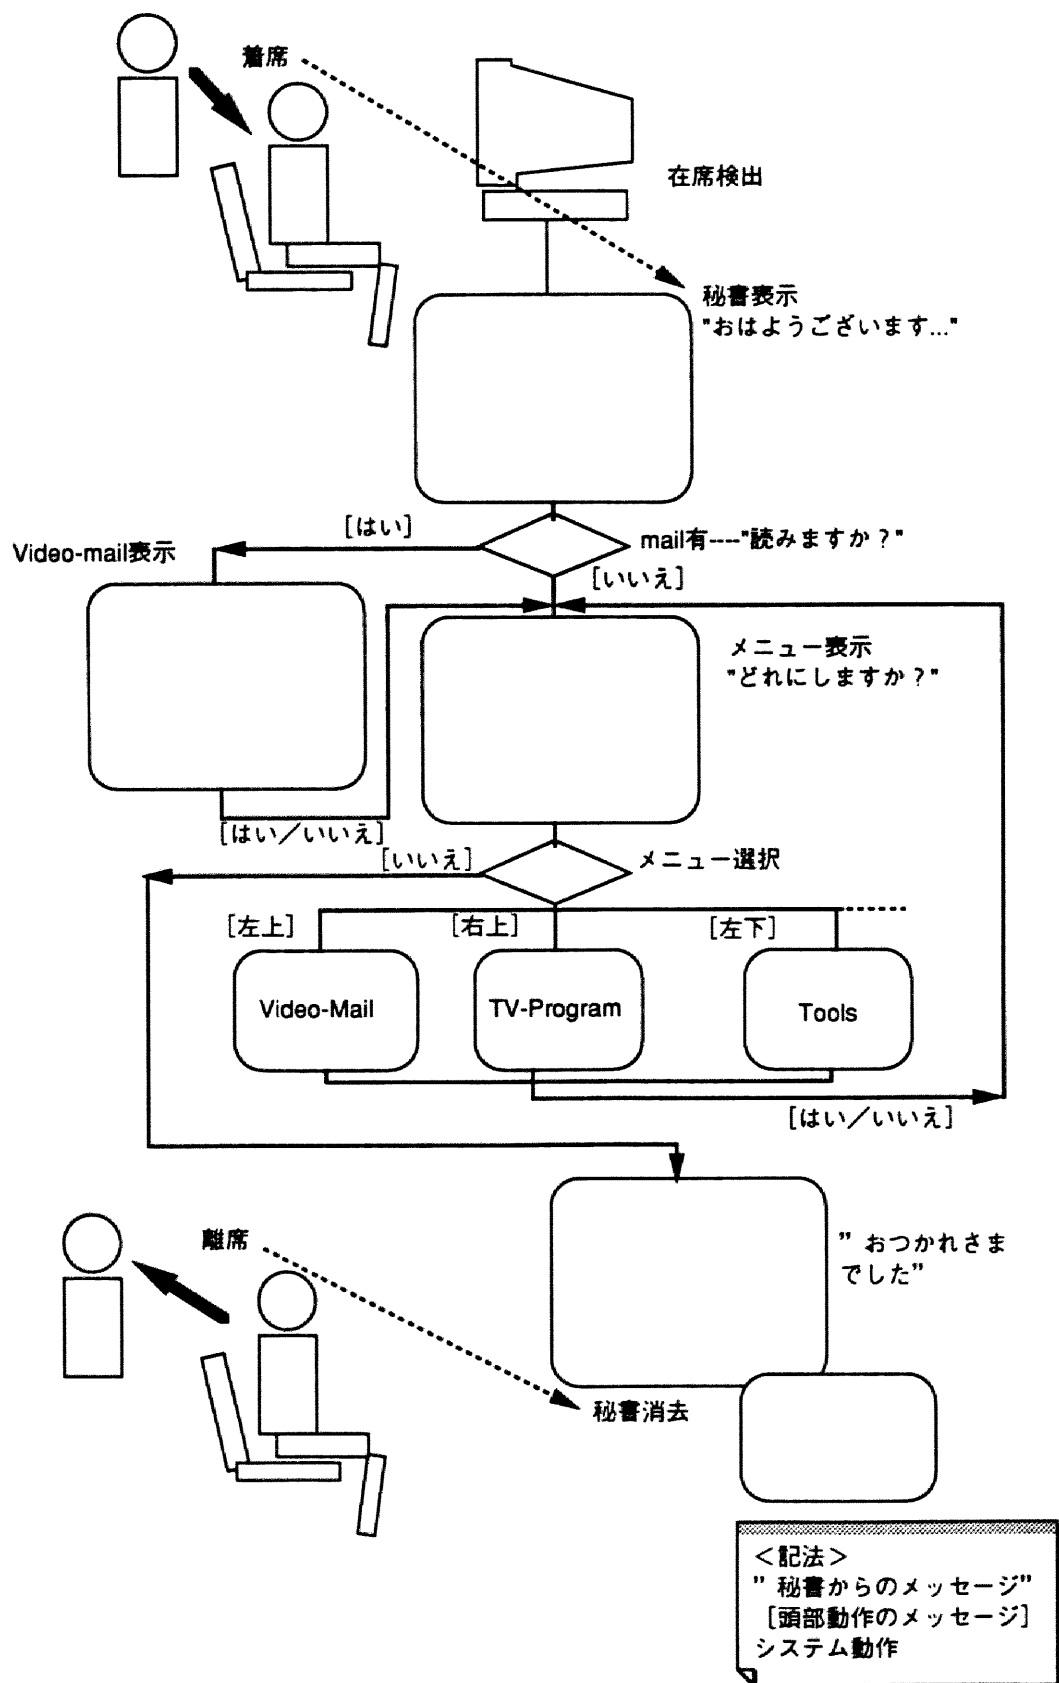 着席
在席検出
秘書表示
"おはようございます..."
[はい]
mail有----"読みますか？"
Video-mail表示
[いいえ]
メニュー表示
"どれにしますか？"
[はい／いいえ]
[いいえ]
メニュー選択
[左上]
[右上]
[左下]
Video-Mail
TV-Program
Tools
[はい／いいえ]
離席
” おつかれさま
でした”
秘書消去
＜記法＞
” 秘書からのメッセージ”
[頭部動作のメッセージ]
システム動作